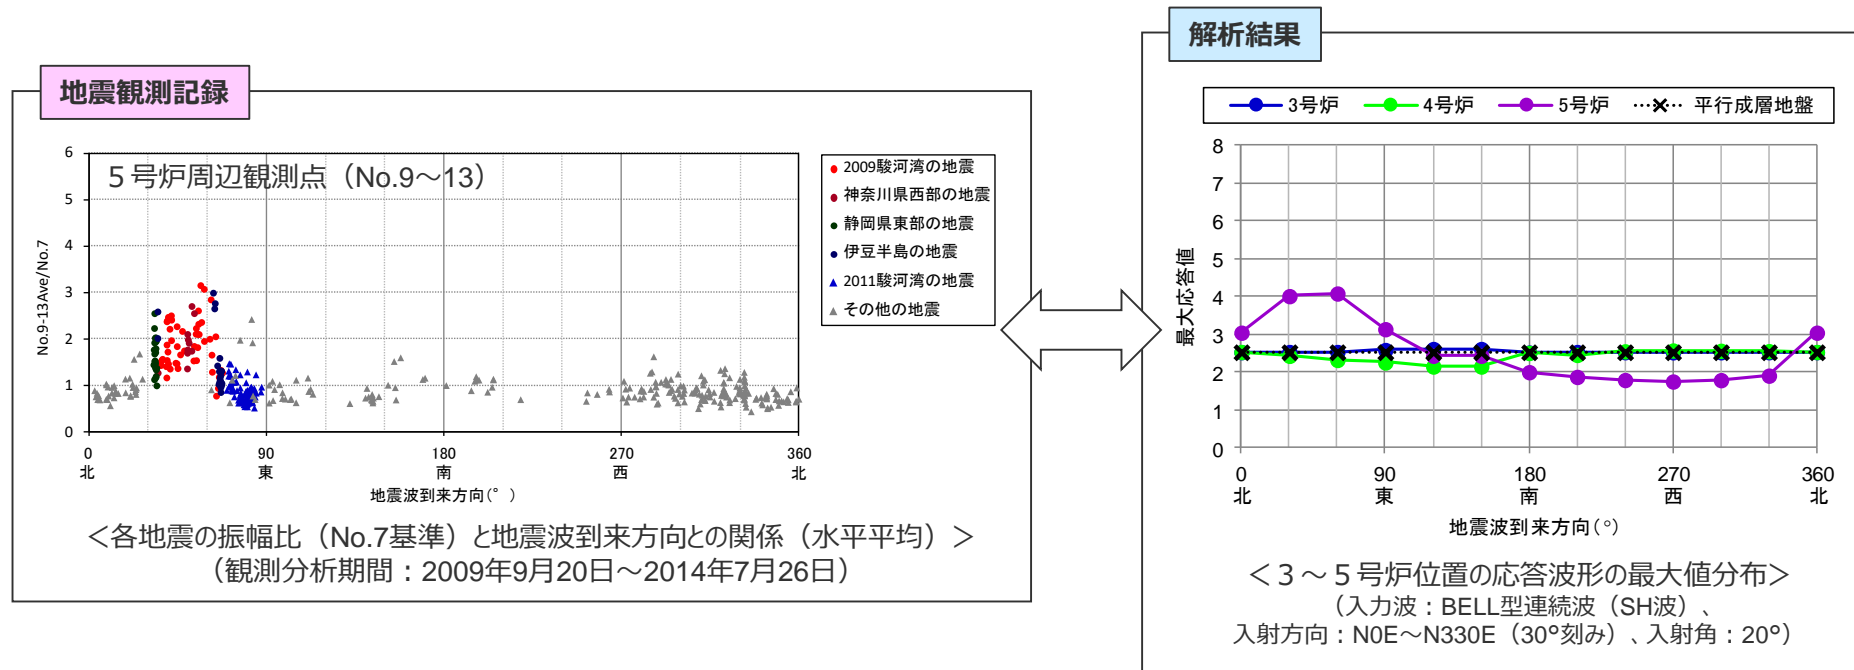 地震観測記録
5号炉周辺観測点（No.9～13）
6
5
4
3
2
1
0
No.9-13Ave/No.7
0
90
180
270
360
北
東
南
西
北
地震波到来方向(°)
2009駿河湾の地震
神奈川県西部の地震
静岡県東部の地震
伊豆半島の地震
2011駿河湾の地震
その他の地震
＜各地震の振幅比（No.7基準）と地震波到来方向との関係（水平平均）＞
（観測分析期間：2009年9月20日～2014年7月26日）
解析結果
3号炉
4号炉
5号炉
平行成層地盤
8
7
6
5
4
3
2
1
0
最大応答値
0
90
180
270
360
北
東
南
西
北
地震波到来方向(°)
＜３～５号炉位置の応答波形の最大値分布＞
（入力波：BELL型連続波（SH波）、
入射方向：N0E～N330E（30°刻み）、入射角：20°）